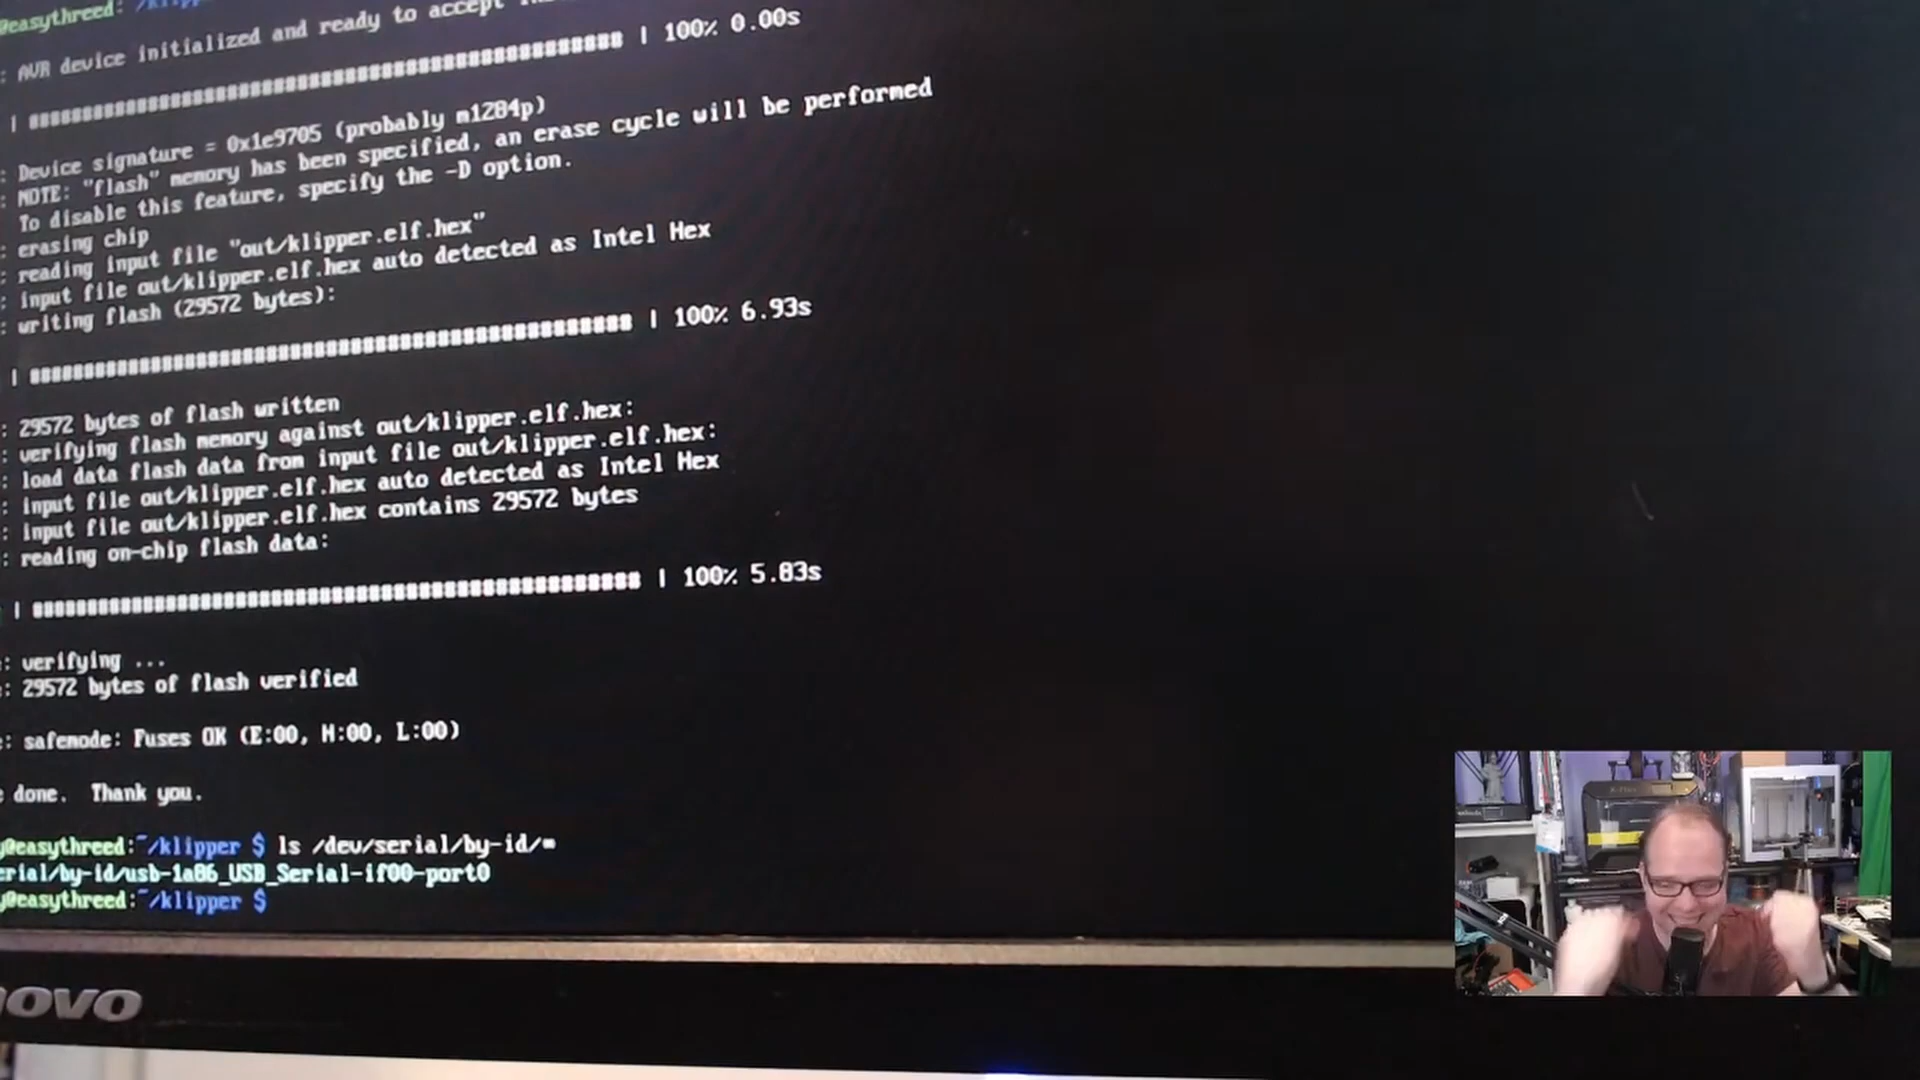 @easythreed:
: AVR device initialized and ready to accept
| ################################################## | 100% 0.00s
: Device signature = 0x1e9705 (probably m1284p)
: NOTE: "flash" memory has been specified, an erase cycle will be performed
To disable this feature, specify the -D option.
: erasing chip
: reading input file "out/klipper.elf.hex"
: input file out/klipper.elf.hex auto detected as Intel Hex
: writing flash (29572 bytes):
| ################################################## | 100% 6.93s
: 29572 bytes of flash written
: verifying flash memory against out/klipper.elf.hex:
: load data flash data from input file out/klipper.elf.hex:
: input file out/klipper.elf.hex auto detected as Intel Hex
: input file out/klipper.elf.hex contains 29572 bytes
: reading on-chip flash data:
| ################################################## | 100% 5.83s
: verifying ...
: 29572 bytes of flash verified
: safemode: Fuses OK (E:00, H:00, L:00)
done. Thank you.
y@easythreed:~/klipper $ ls /dev/serial/by-id/*
erial/by-id/usb-1a86_USB_Serial-if00-port0
y@easythreed:~/klipper $
novo